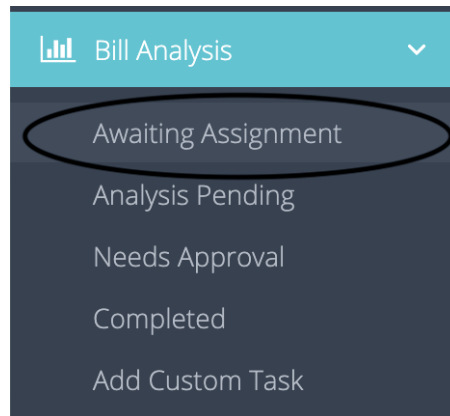 Bill Analysis
Awaiting Assignment
Analysis Pending
Needs Approval
Completed
Add Custom Task